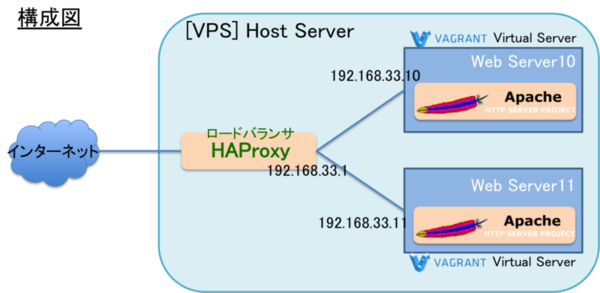 構成図
[VPS] Host Server
VAGRANT Virtual Server
Web Server10
192.168.33.10
Apache
HTTP SERVER PROJECT
インターネット
ロードバランサ
HAProxy
192.168.33.1
Web Server11
192.168.33.11
Apache
HTTP SERVER PROJECT
VAGRANT Virtual Server